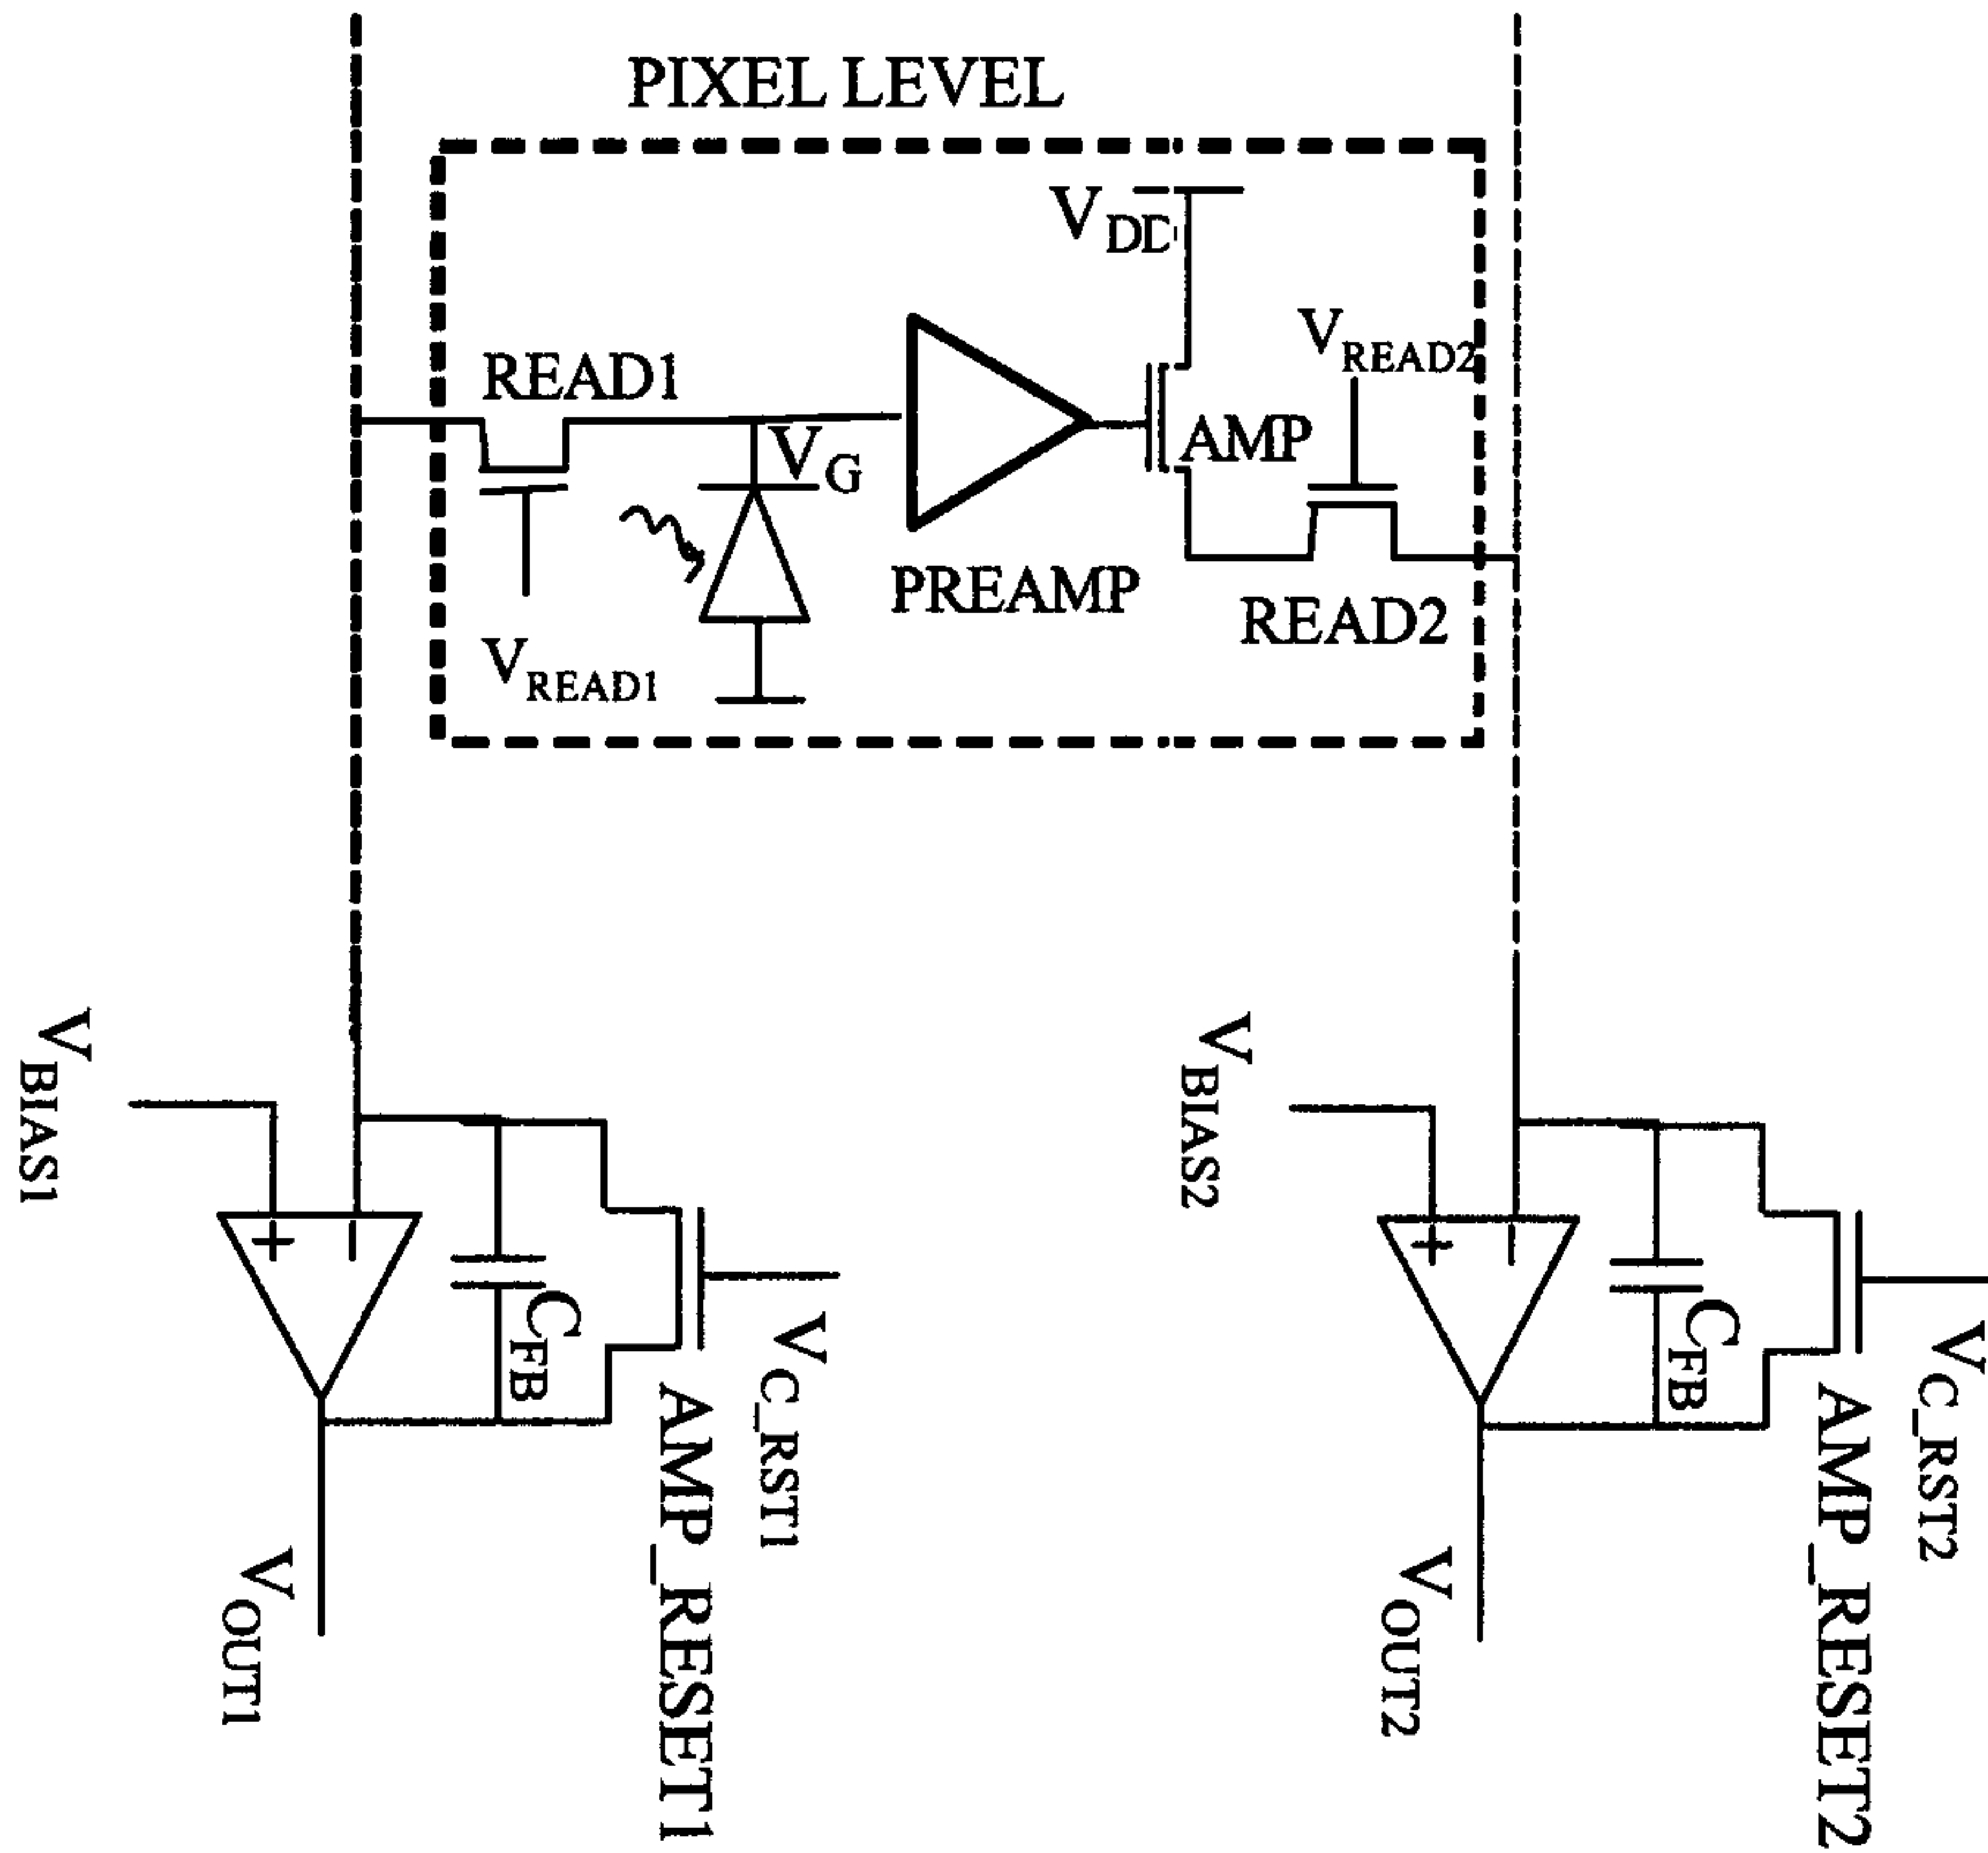 PIXEL LEVEL
VDD
VREAD2
READ1
AMP
VG
PREAMP
READ2
VREAD1
VBIAS1
VBIAS2
+
−
+
−
CFB
CFB
VC_RST1
VC_RST2
AMP_RESET1
AMP_RESET2
VOUT1
VOUT2